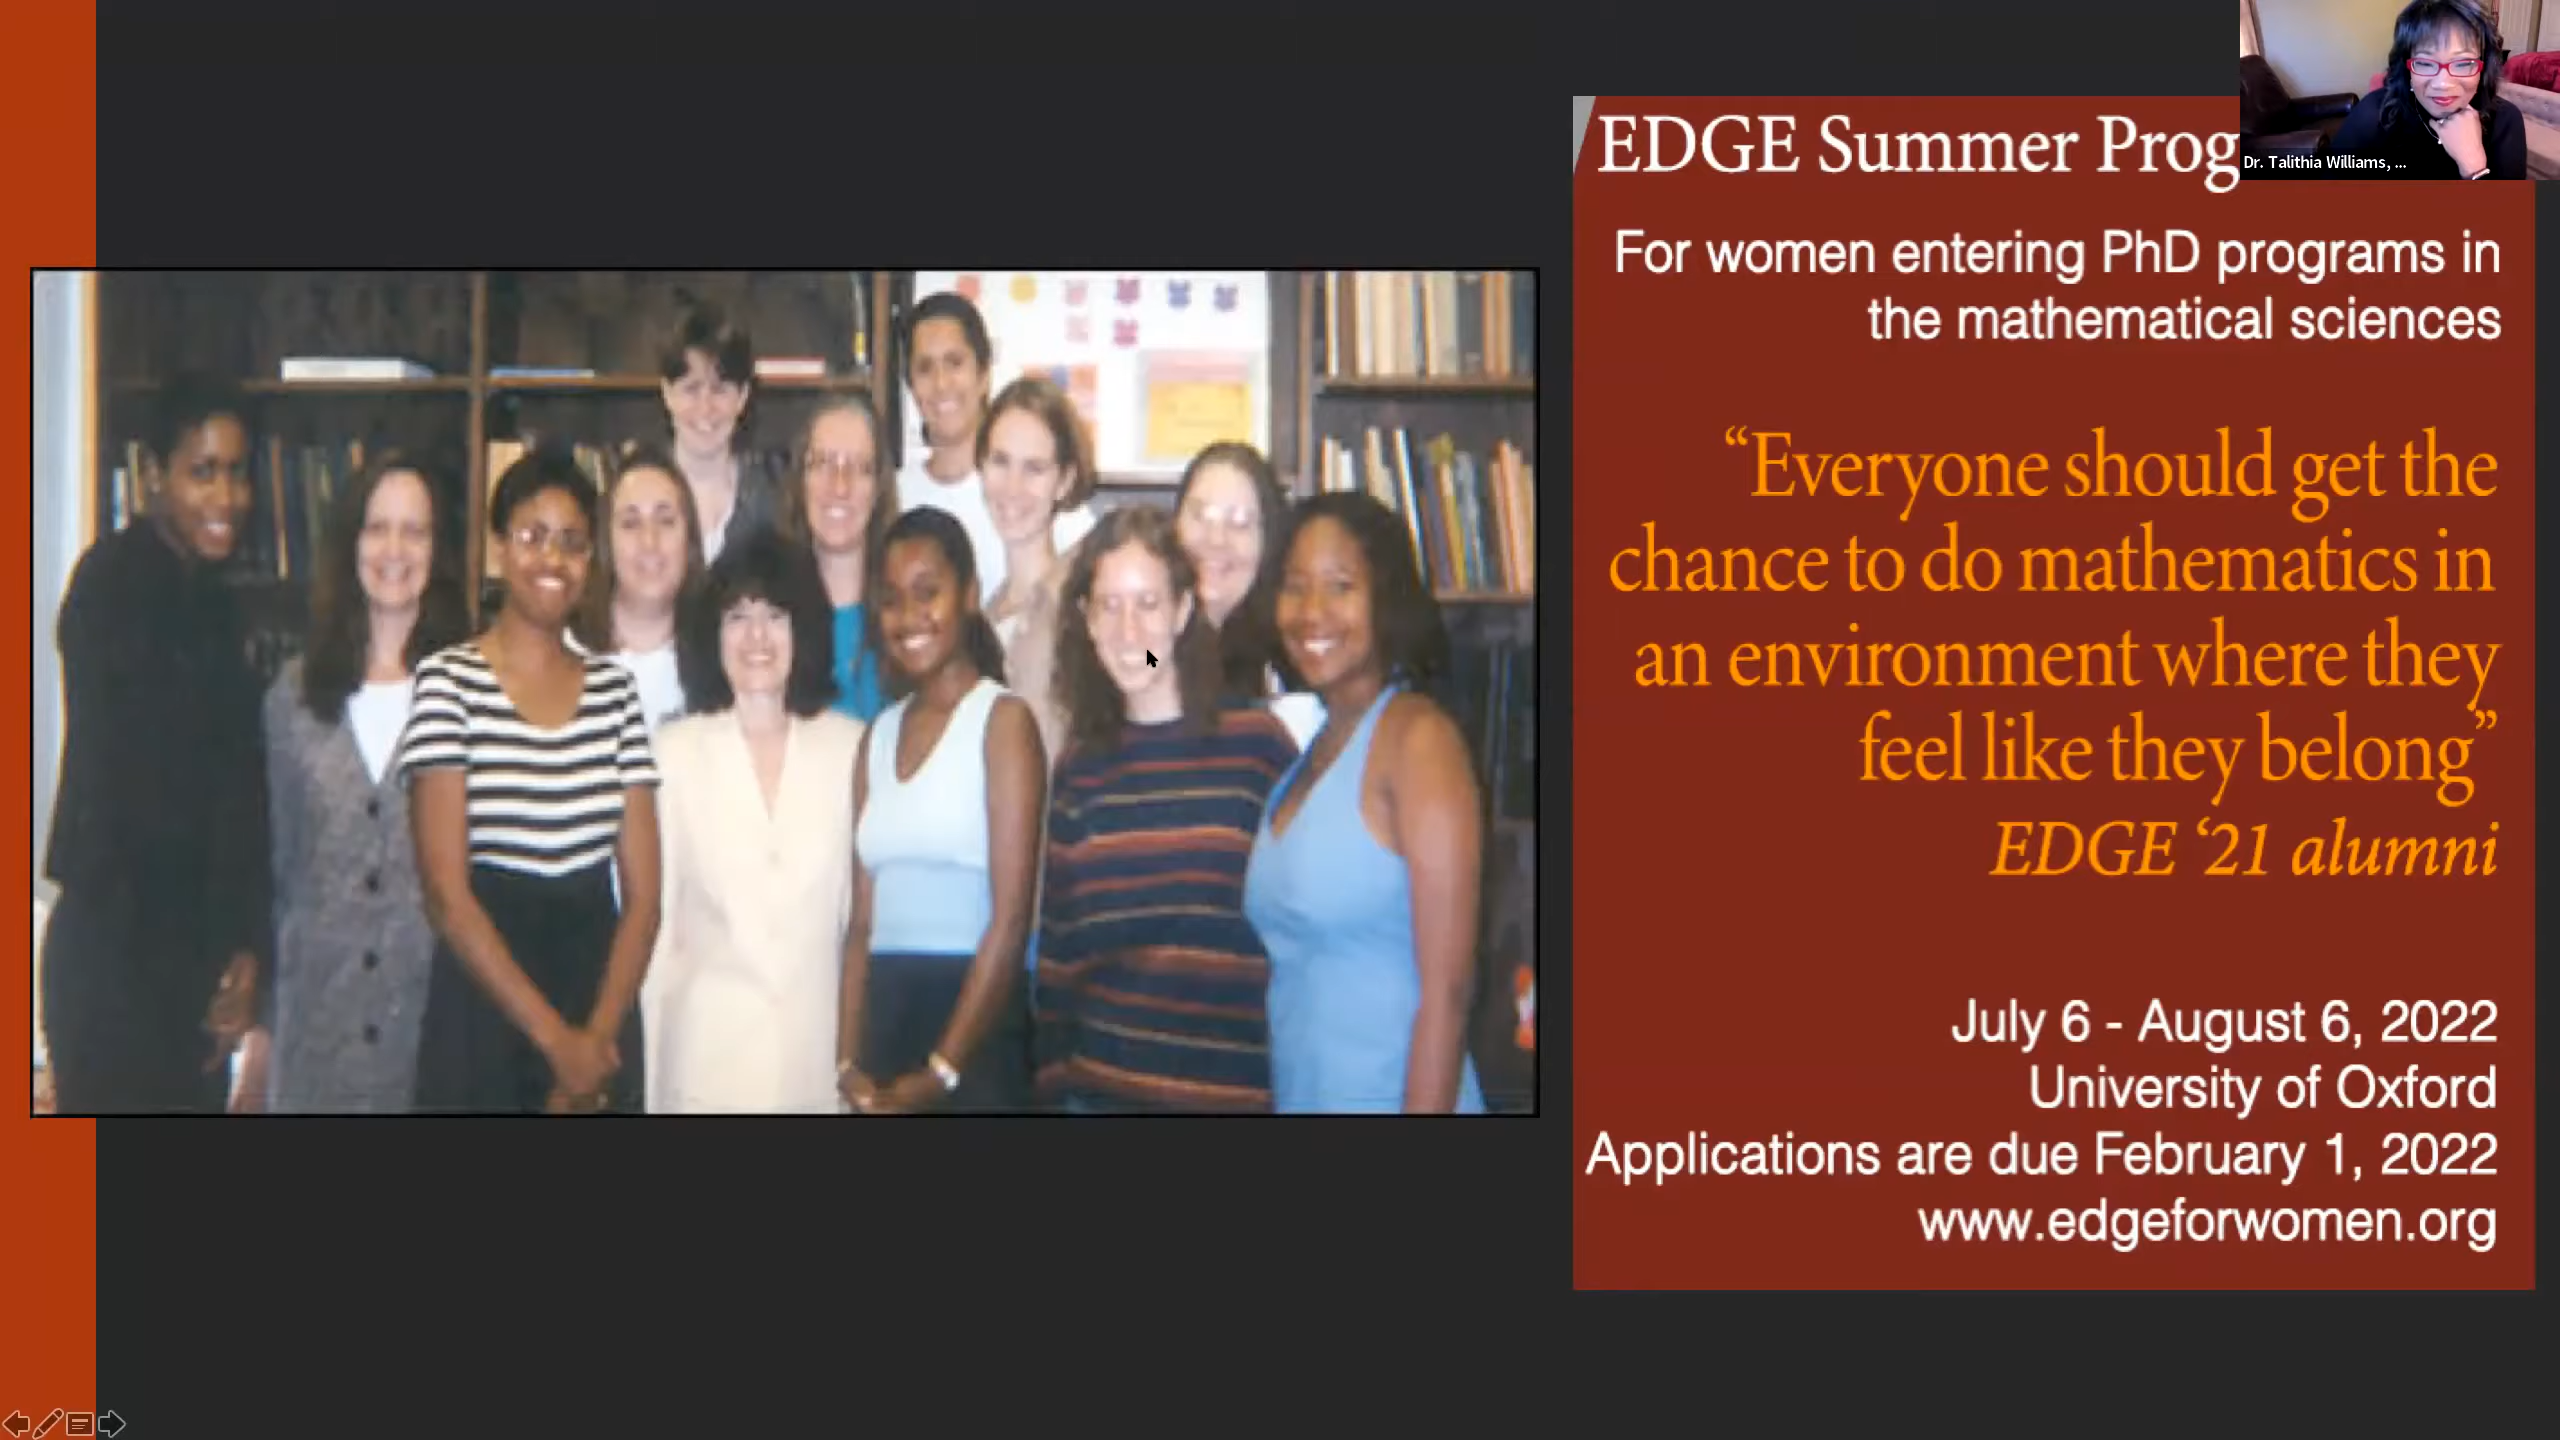 EDGE Summer Prog
Dr. Talithia Williams, ...
For women entering PhD programs in
the mathematical sciences
“Everyone should get the
chance to do mathematics in
an environment where they
feel like they belong”
EDGE ‘21 alumni
July 6 - August 6, 2022
University of Oxford
Applications are due February 1, 2022
www.edgeforwomen.org